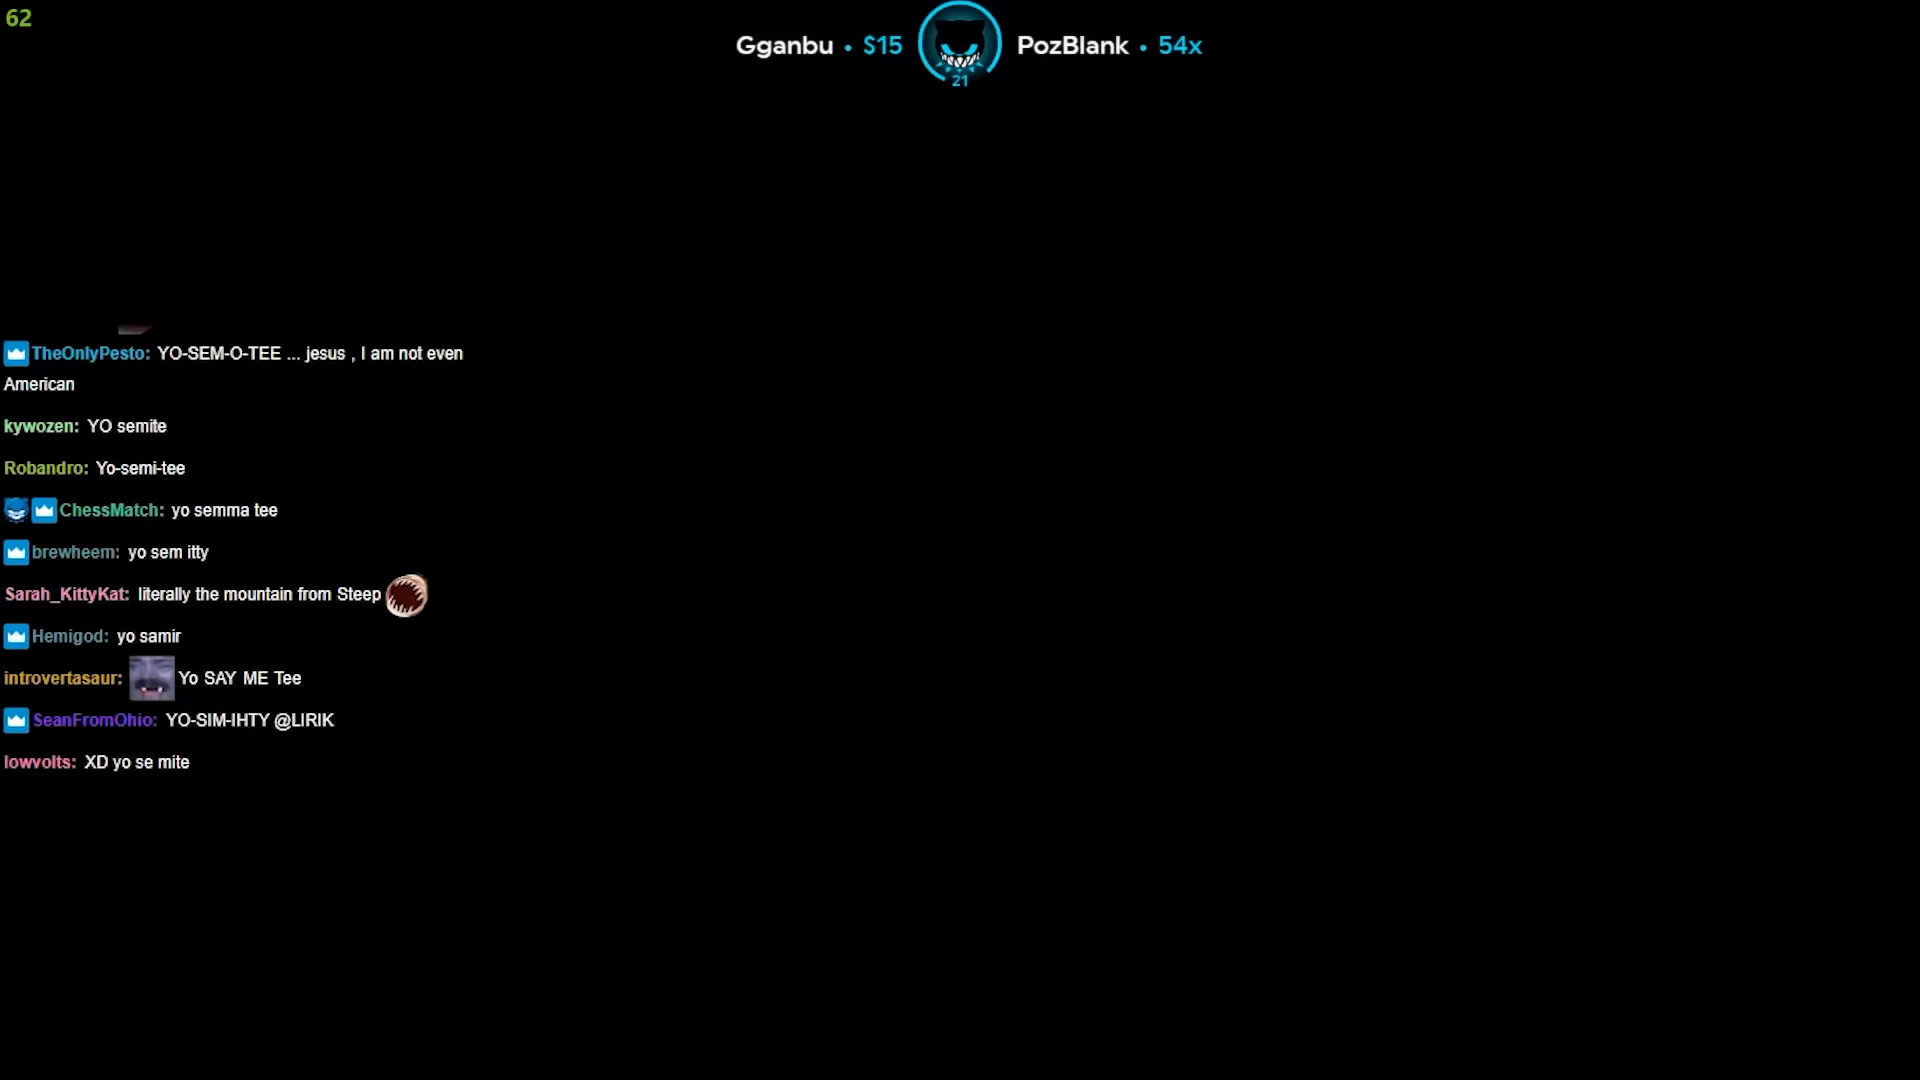 62
Gganbu • $15
21
PozBlank • 54x
TheOnlyPesto: YO-SEM-O-TEE ... jesus , I am not even
American
kywozen: YO semite
Robandro: Yo-semi-tee
ChessMatch: yo semma tee
brewheem: yo sem itty
Sarah_KittyKat: literally the mountain from Steep
Hemigod: yo samir
introvertasaur: Yo SAY ME Tee
SeanFromOhio: YO-SIM-IHTY @LIRIK
lowvolts: XD yo se mite